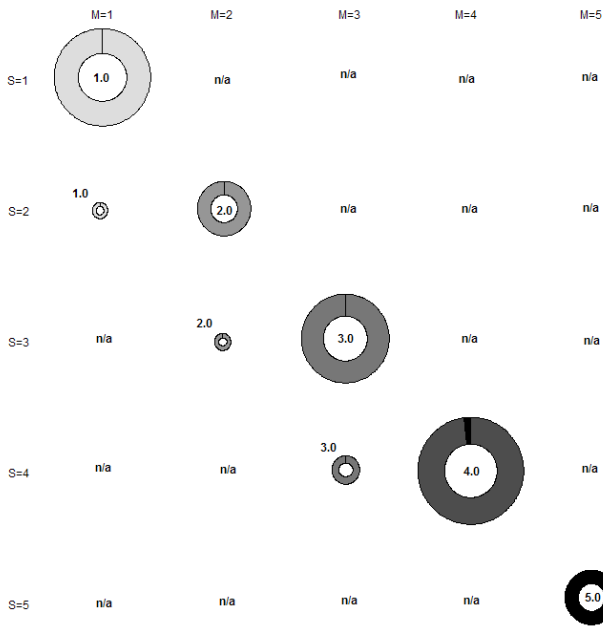 M=1 M=2 M=3 M=4 M=5
S=1 1.0 n/a n/a n/a n/a
S=2 1.0 2.0 n/a n/a n/a
S=3 n/a 2.0 3.0 n/a n/a
S=4 n/a n/a 3.0 4.0 n/a
S=5 n/a n/a n/a n/a 5.0